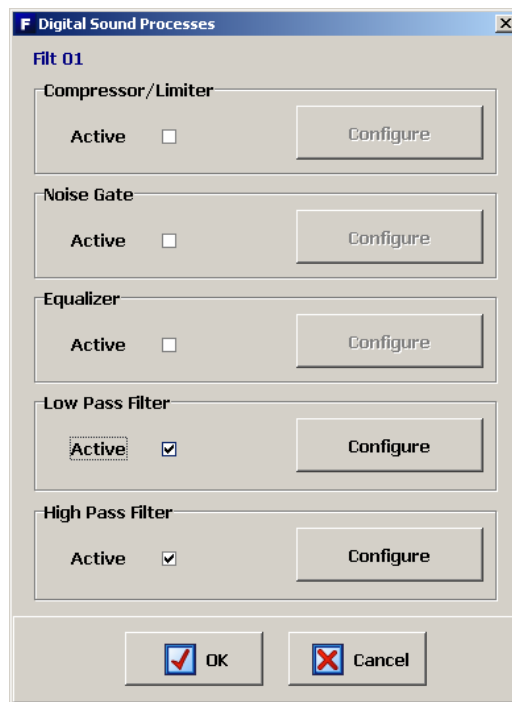 F Digital Sound Processes
Filt 01
Compressor/Limiter
Active Configure
Noise Gate
Active Configure
Equalizer
Active Configure
Low Pass Filter
Active Configure
High Pass Filter
Active Configure
OK Cancel